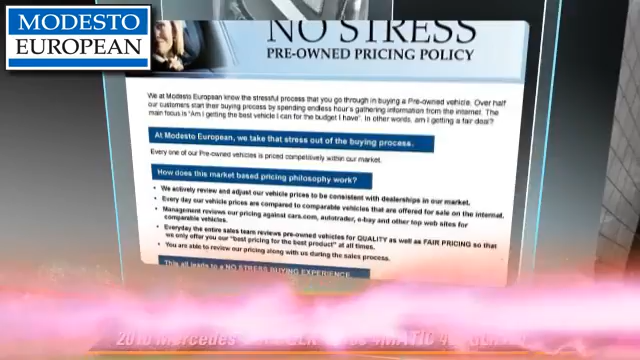 MODESTO
EUROPEAN
NO STRESS
PRE-OWNED PRICING POLICY
We at Modesto European know the stressful process that you go through in buying a Pre-owned vehicle. Over half
our customers start their buying process by spending endless hour's gathering information from the internet. The
main focus is "Am I getting the best vehicle I can for the budget I have". In other words, am I getting a fair deal?
At Modesto European, we take that stress out of the buying process.
Every one of our Pre-owned vehicles is priced competitively within our market.
How does this market based pricing philosophy work?
• We actively review and adjust our vehicle prices to be consistent with dealerships in our market.
• Every day our vehicle prices are compared to comparable vehicles that are offered for sale on the internet.
• Management reviews our pricing against cars.com, autotrader, e-bay and other top web sites for
comparable vehicles.
• Everyday the entire sales team reviews pre-owned vehicles for QUALITY as well as FAIR PRICING so that
we only offer you our "best pricing for the best product" at all times.
• You are able to review our pricing along with us during the sales process.
This all leads to a NO STRESS BUYING EXPERIENCE
Mercedes 4MATIC